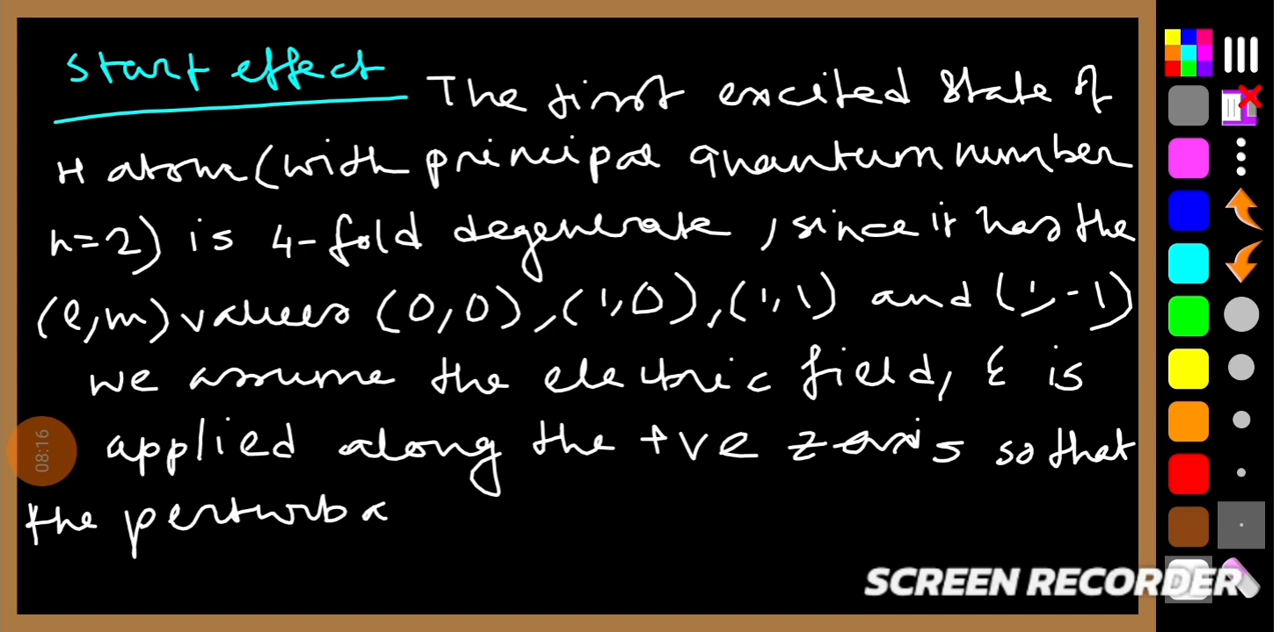 Stark effect
The first excited state of
H atom (with principal quantum number
n=2) is 4-fold degenerate, since it has the
(l,m) values (0,0), (1,0), (1,1) and (1,-1)
we assume the electric field, ε is
applied along the +ve z axis so that
the perturba
08:16
SCREEN RECORDER